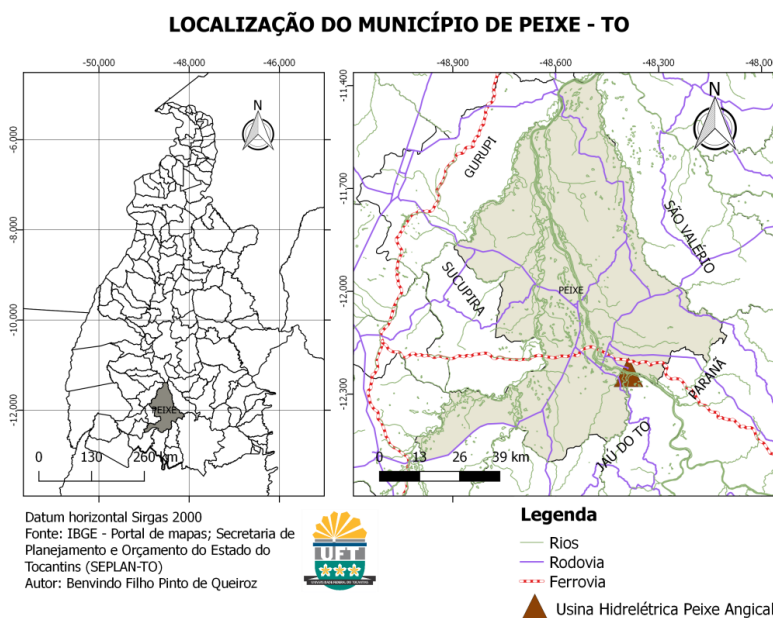 LOCALIZAÇÃO DO MUNICÍPIO DE PEIXE - TO
-50,000
-48,000
-46,000
-6,000
-8,000
-10,000
-12,000
N
PEIXE
0 130 260 km
-48,900
-48,600
-48,300
-48,0
-11,400
-11,700
-12,000
-12,300
N
GURUPI
SÃO VALÉRIO
SUCUPIRA
PEIXE
PARANÃ
JAÚ DO TO
0 13 26 39 km
Datum horizontal Sirgas 2000
Fonte: IBGE - Portal de mapas; Secretaria de
Planejamento e Orçamento do Estado do
Tocantins (SEPLAN-TO)
Autor: Benvindo Filho Pinto de Queiroz
UFT
Legenda
Rios
Rodovia
Ferrovia
Usina Hidrelétrica Peixe Angical